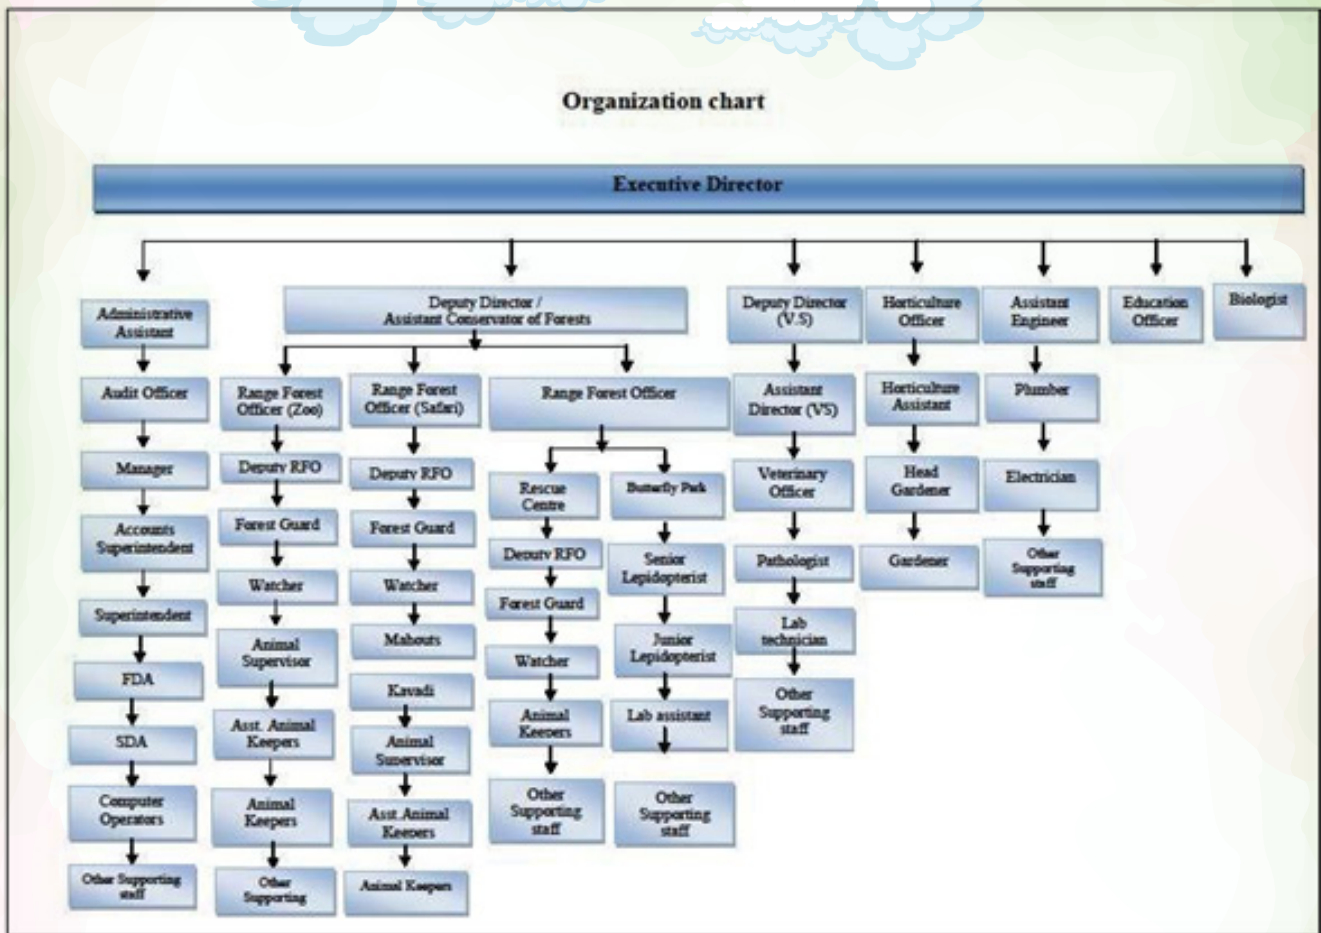 Organization chart
Executive Director
Administrative
Assistant
Audit Officer
Manager
Accounts
Superintendent
Superintendent
FDA
SDA
Computer
Operators
Other Supporting
staff
Deputy Director /
Assistant Conservator of Forests
Range Forest
Officer (Zoo)
Deputy RFO
Forest Guard
Watcher
Animal
Supervisor
Asst. Animal
Keepers
Animal
Keepers
Other
Supporting
Range Forest
Officer (Safari)
Deputy RFO
Forest Guard
Watcher
Mahouts
Kavadi
Animal
Supervisor
Asst.Animal
Keepers
Animal Keepers
Range Forest Officer
Rescue
Centre
Deputy RFO
Forest Guard
Watcher
Animal
Keepers
Other
Supporting
staff
Butterfly Park
Senior
Lepidopterist
Junior
Lepidopterist
Lab assistant
Other
Supporting
staff
Deputy Director
(V.S)
Assistant
Director (VS)
Veterinary
Officer
Pathologist
Lab
technician
Other
Supporting
staff
Horticulture
Officer
Horticulture
Assistant
Head
Gardener
Gardener
Assistant
Engineer
Plumber
Electrician
Other
Supporting
staff
Education
Officer
Biologist